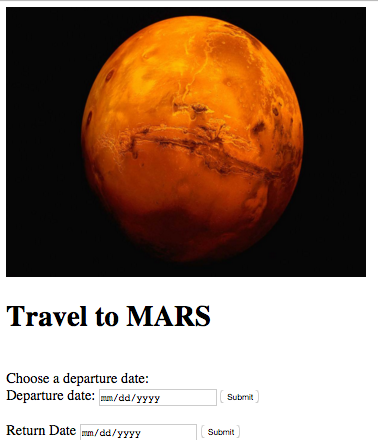 Travel to MARS
Choose a departure date:
Departure date: mm/dd/yyyy Submit
Return Date mm/dd/yyyy Submit